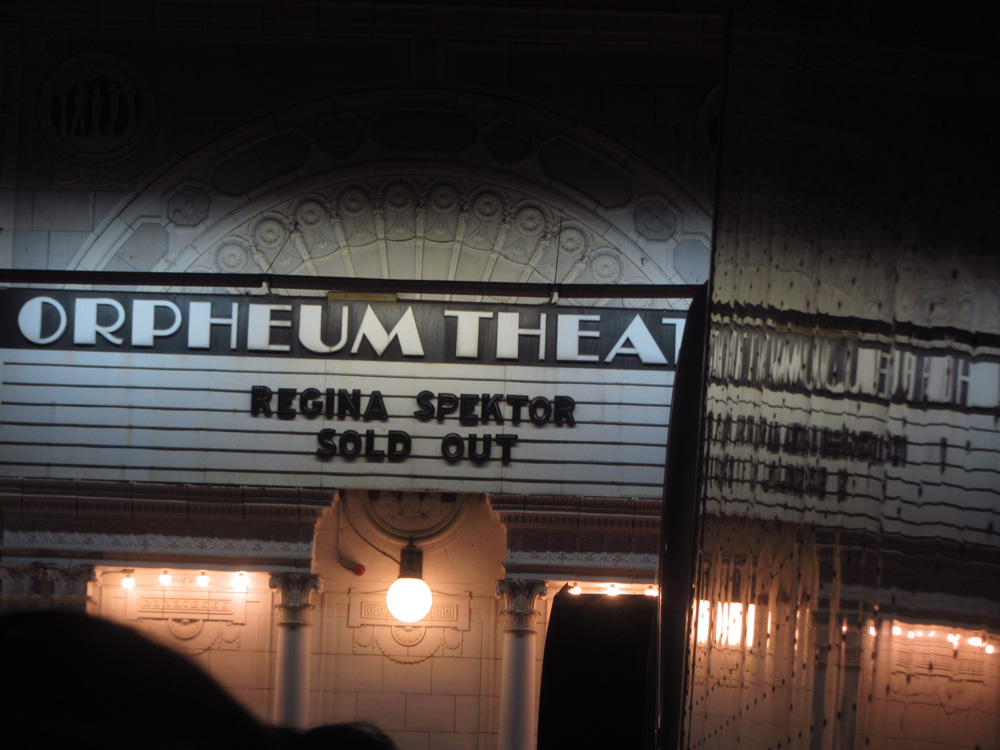 ORPHEUM THEAT
REGINA SPEKTOR
SOLD OUT